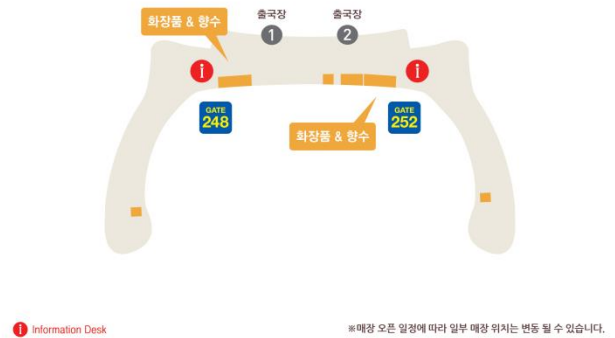 화장품 & 향수
출국장
1
출국장
2
i
i
GATE
248
GATE
252
화장품 & 향수
i Information Desk
※매장 오픈 일정에 따라 일부 매장 위치는 변동 될 수 있습니다.